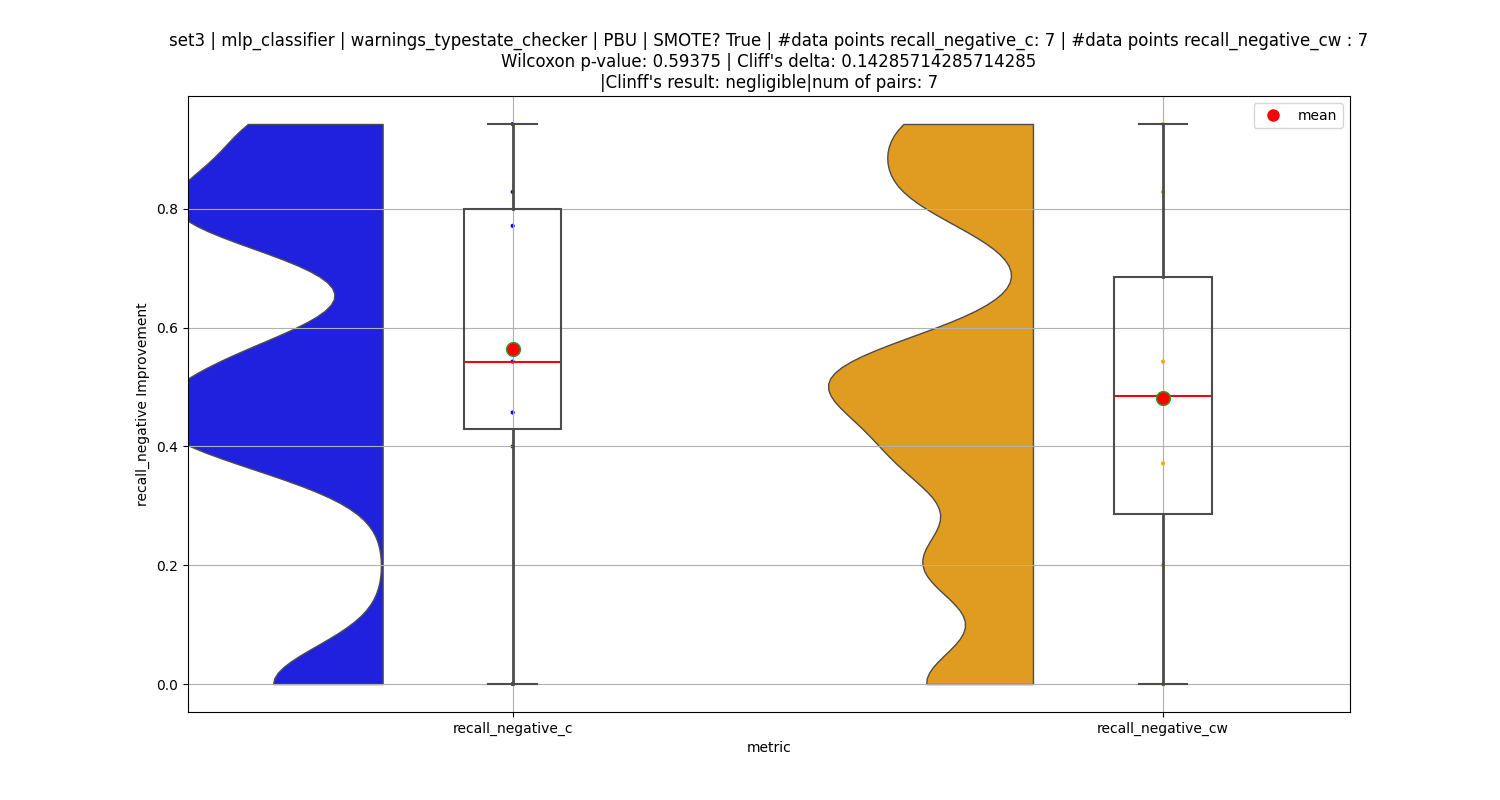 set3 | mlp_classifier | warnings_typestate_checker | PBU | SMOTE? True | #data points recall_negative_c: 7 | #data points recall_negative_cw : 7
Wilcoxon p-value: 0.59375 | Cliff's delta: 0.14285714285714285
|Clinff's result: negligible|num of pairs: 7
mean
0.8
0.6
0.4
0.2
0.0
recall_negative Improvement
recall_negative_c
recall_negative_cw
metric